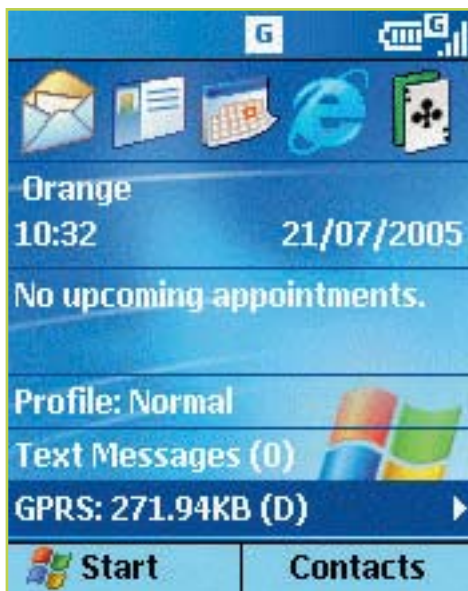 G
G
Orange
10:32 21/07/2005
No upcoming appointments.
Profile: Normal
Text Messages (0)
GPRS: 271.94KB (D)
Start Contacts